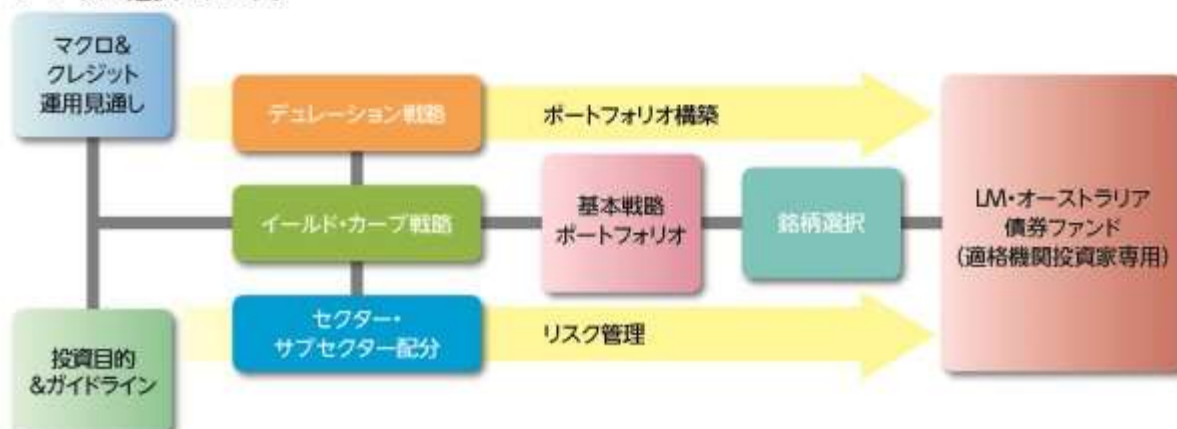 マクロ&
クレジット
運用見通し
デュレーション戦略
ポートフォリオ構築
イールド・カーブ戦略
基本戦略
ポートフォリオ
銘柄選択
LM・オーストラリア
債券ファンド
(適格機関投資家専用)
セクター・
サブセクター配分
リスク管理
投資目的
&ガイドライン